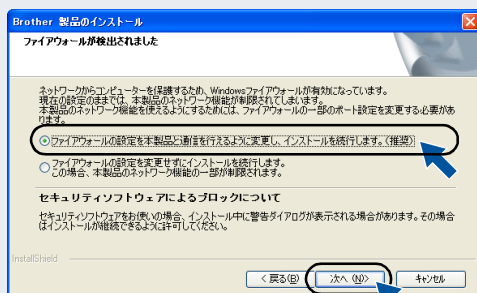 Brother 製品のインストール
ファイアウォールが検出されました
ネットワークからコンピューターを保護するため、Windowsファイアウォールが有効になっています。
現在の設定のままでは、本製品のネットワーク機能が制限されてしまいます。
本製品のネットワーク機能を使えるようにするためには、ファイアウォールの一部のポート設定を変更する必要があ
ります。
ファイアウォールの設定を本製品と通信を行えるように変更し、インストールを続行します。（推奨）
ファイアウォールの設定を変更せずにインストールを続行します。
この場合、本製品のネットワーク機能の一部が制限されます。
セキュリティソフトウェアによるブロックについて
セキュリティソフトウェアをお使いの場合、インストール中に警告ダイアログが表示される場合があります。その場合
はインストールが継続できるように許可してください。
InstallShield
< 戻る(B)
次へ (N)>
キャンセル